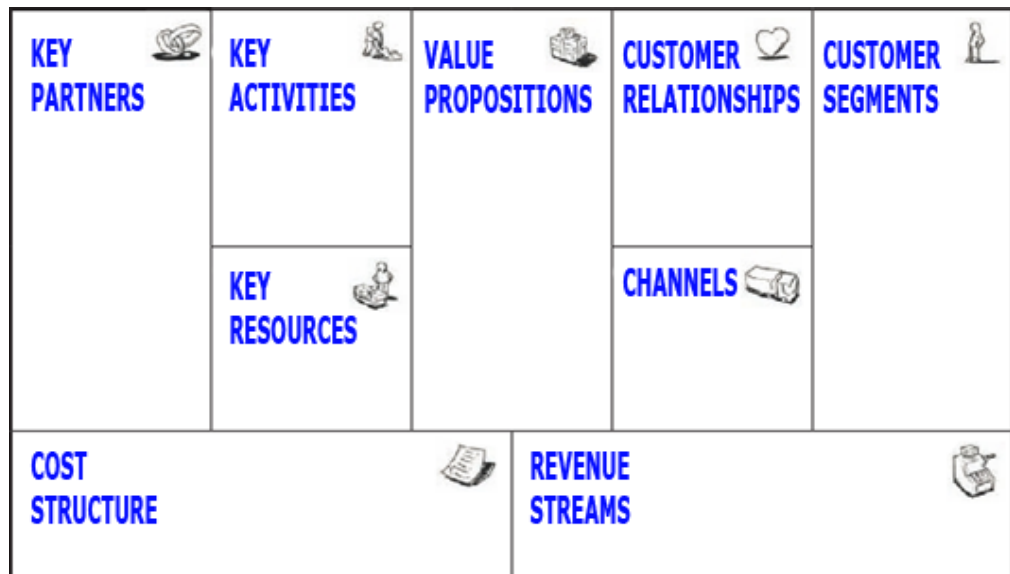 KEY
PARTNERS
KEY
ACTIVITIES
KEY
RESOURCES
VALUE
PROPOSITIONS
CUSTOMER
RELATIONSHIPS
CHANNELS
CUSTOMER
SEGMENTS
COST
STRUCTURE
REVENUE
STREAMS